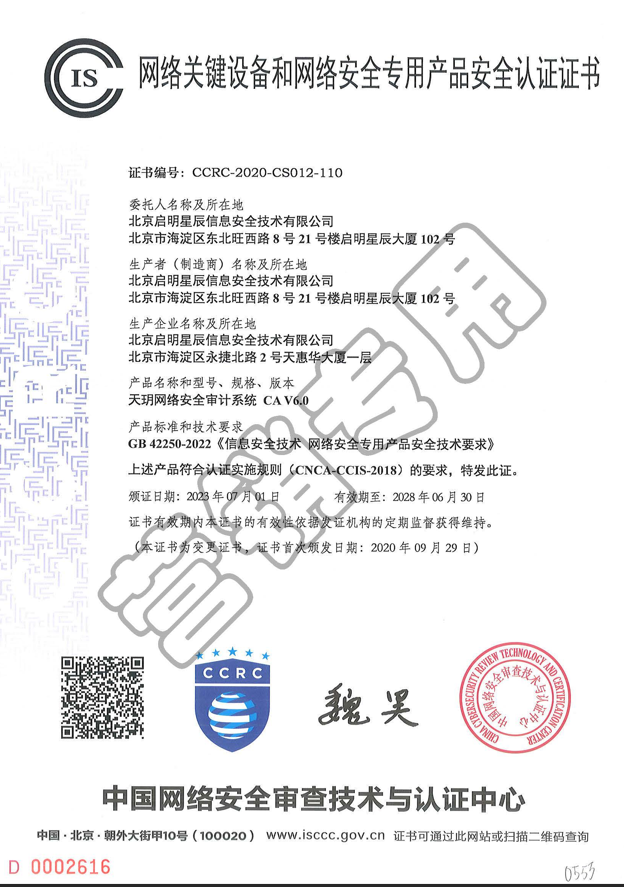 IS
网络关键设备和网络安全专用产品安全认证证书
证书编号：CCRC-2020-CS012-110
委托人名称及所在地
北京启明星辰信息安全技术有限公司
北京市海淀区东北旺西路 8 号 21 号楼启明星辰大厦 102 号
生产者（制造商）名称及所在地
北京启明星辰信息安全技术有限公司
北京市海淀区东北旺西路 8 号 21 号楼启明星辰大厦 102 号
生产企业名称及所在地
北京启明星辰信息安全技术有限公司
北京市海淀区永捷北路 2 号天惠华大厦一层
产品名称和型号、规格、版本
天玥网络安全审计系统 CA V6.0
产品标准和技术要求
GB 42250-2022《信息安全技术 网络安全专用产品安全技术要求》
上述产品符合认证实施规则（CNCA-CCIS-2018）的要求，特发此证。
颁证日期：2023 年 07 月 01 日 有效期至：2028 年 06 月 30 日
证书有效期内本证书的有效性依据发证机构的定期监督获得维持。
（本证书为变更证书，证书首次颁发日期：2020 年 09 月 29 日）
营销专用
CCRC
魏昊
CHINA CYBERSECURITY REVIEW TECHNOLOGY AND CERTIFICATION CENTER
中国网络安全审查技术与认证中心
中国网络安全审查技术与认证中心
中国·北京·朝外大街甲10号（100020） www.isccc.gov.cn 证书可通过此网站或扫描二维码查询
D 0002616
0553